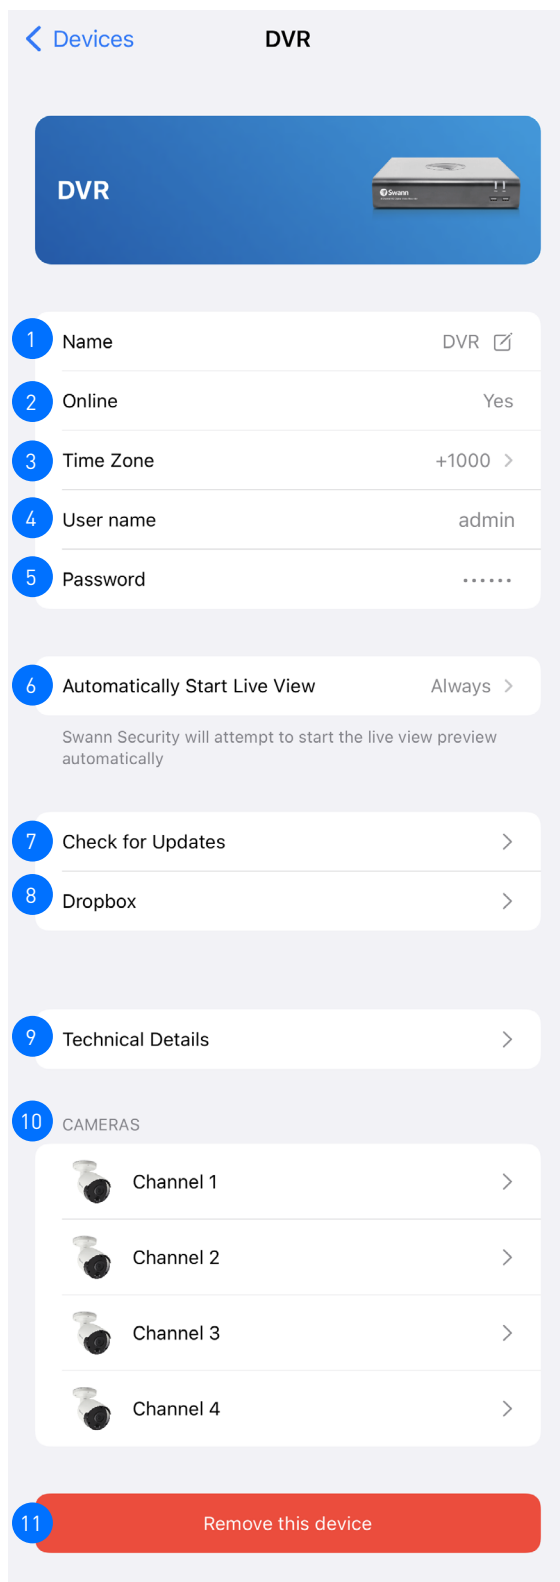 Devices DVR
DVR
Swann
1 Name DVR
2 Online Yes
3 Time Zone +1000
4 User name admin
5 Password ••••••
6 Automatically Start Live View Always
Swann Security will attempt to start the live view preview
automatically
7 Check for Updates
8 Dropbox
9 Technical Details
10 CAMERAS
Channel 1
Channel 2
Channel 3
Channel 4
11 Remove this device